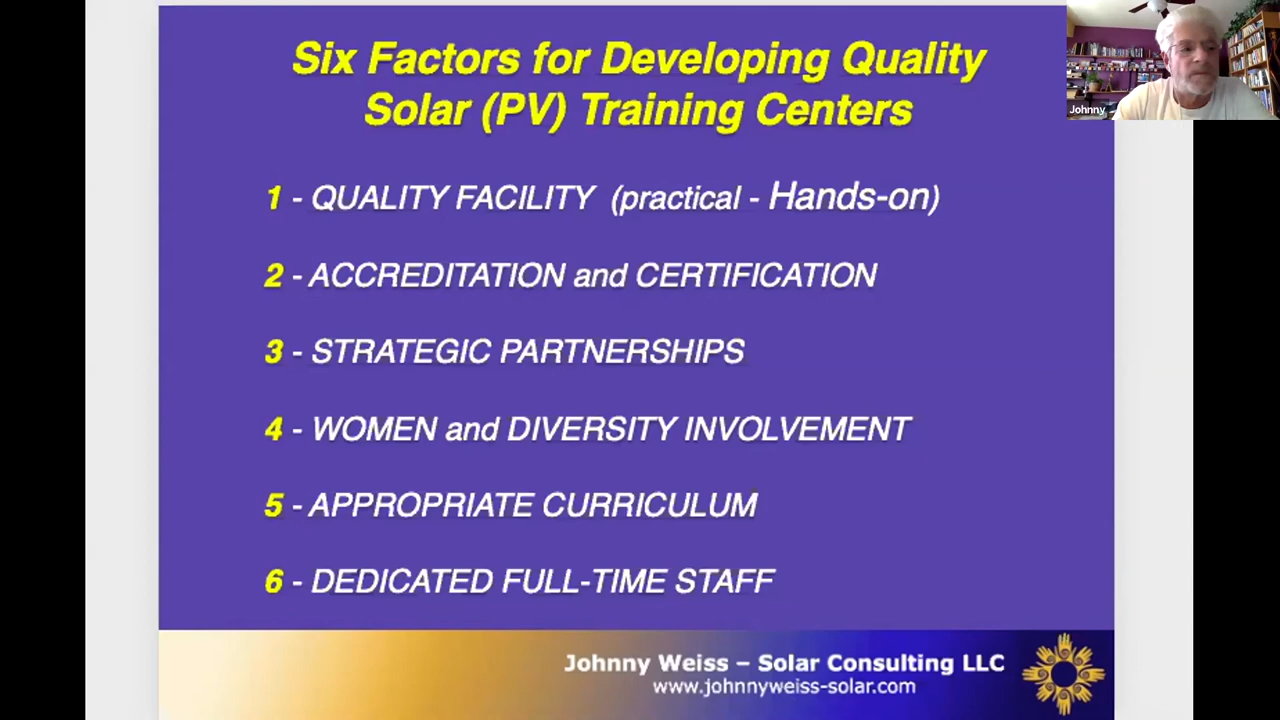 Six Factors for Developing Quality
Solar (PV) Training Centers
1 - QUALITY FACILITY (practical - Hands-on)
2 - ACCREDITATION and CERTIFICATION
3 - STRATEGIC PARTNERSHIPS
4 - WOMEN and DIVERSITY INVOLVEMENT
5 - APPROPRIATE CURRICULUM
6 - DEDICATED FULL-TIME STAFF
Johnny Weiss – Solar Consulting LLC
www.johnnyweiss-solar.com
Johnny